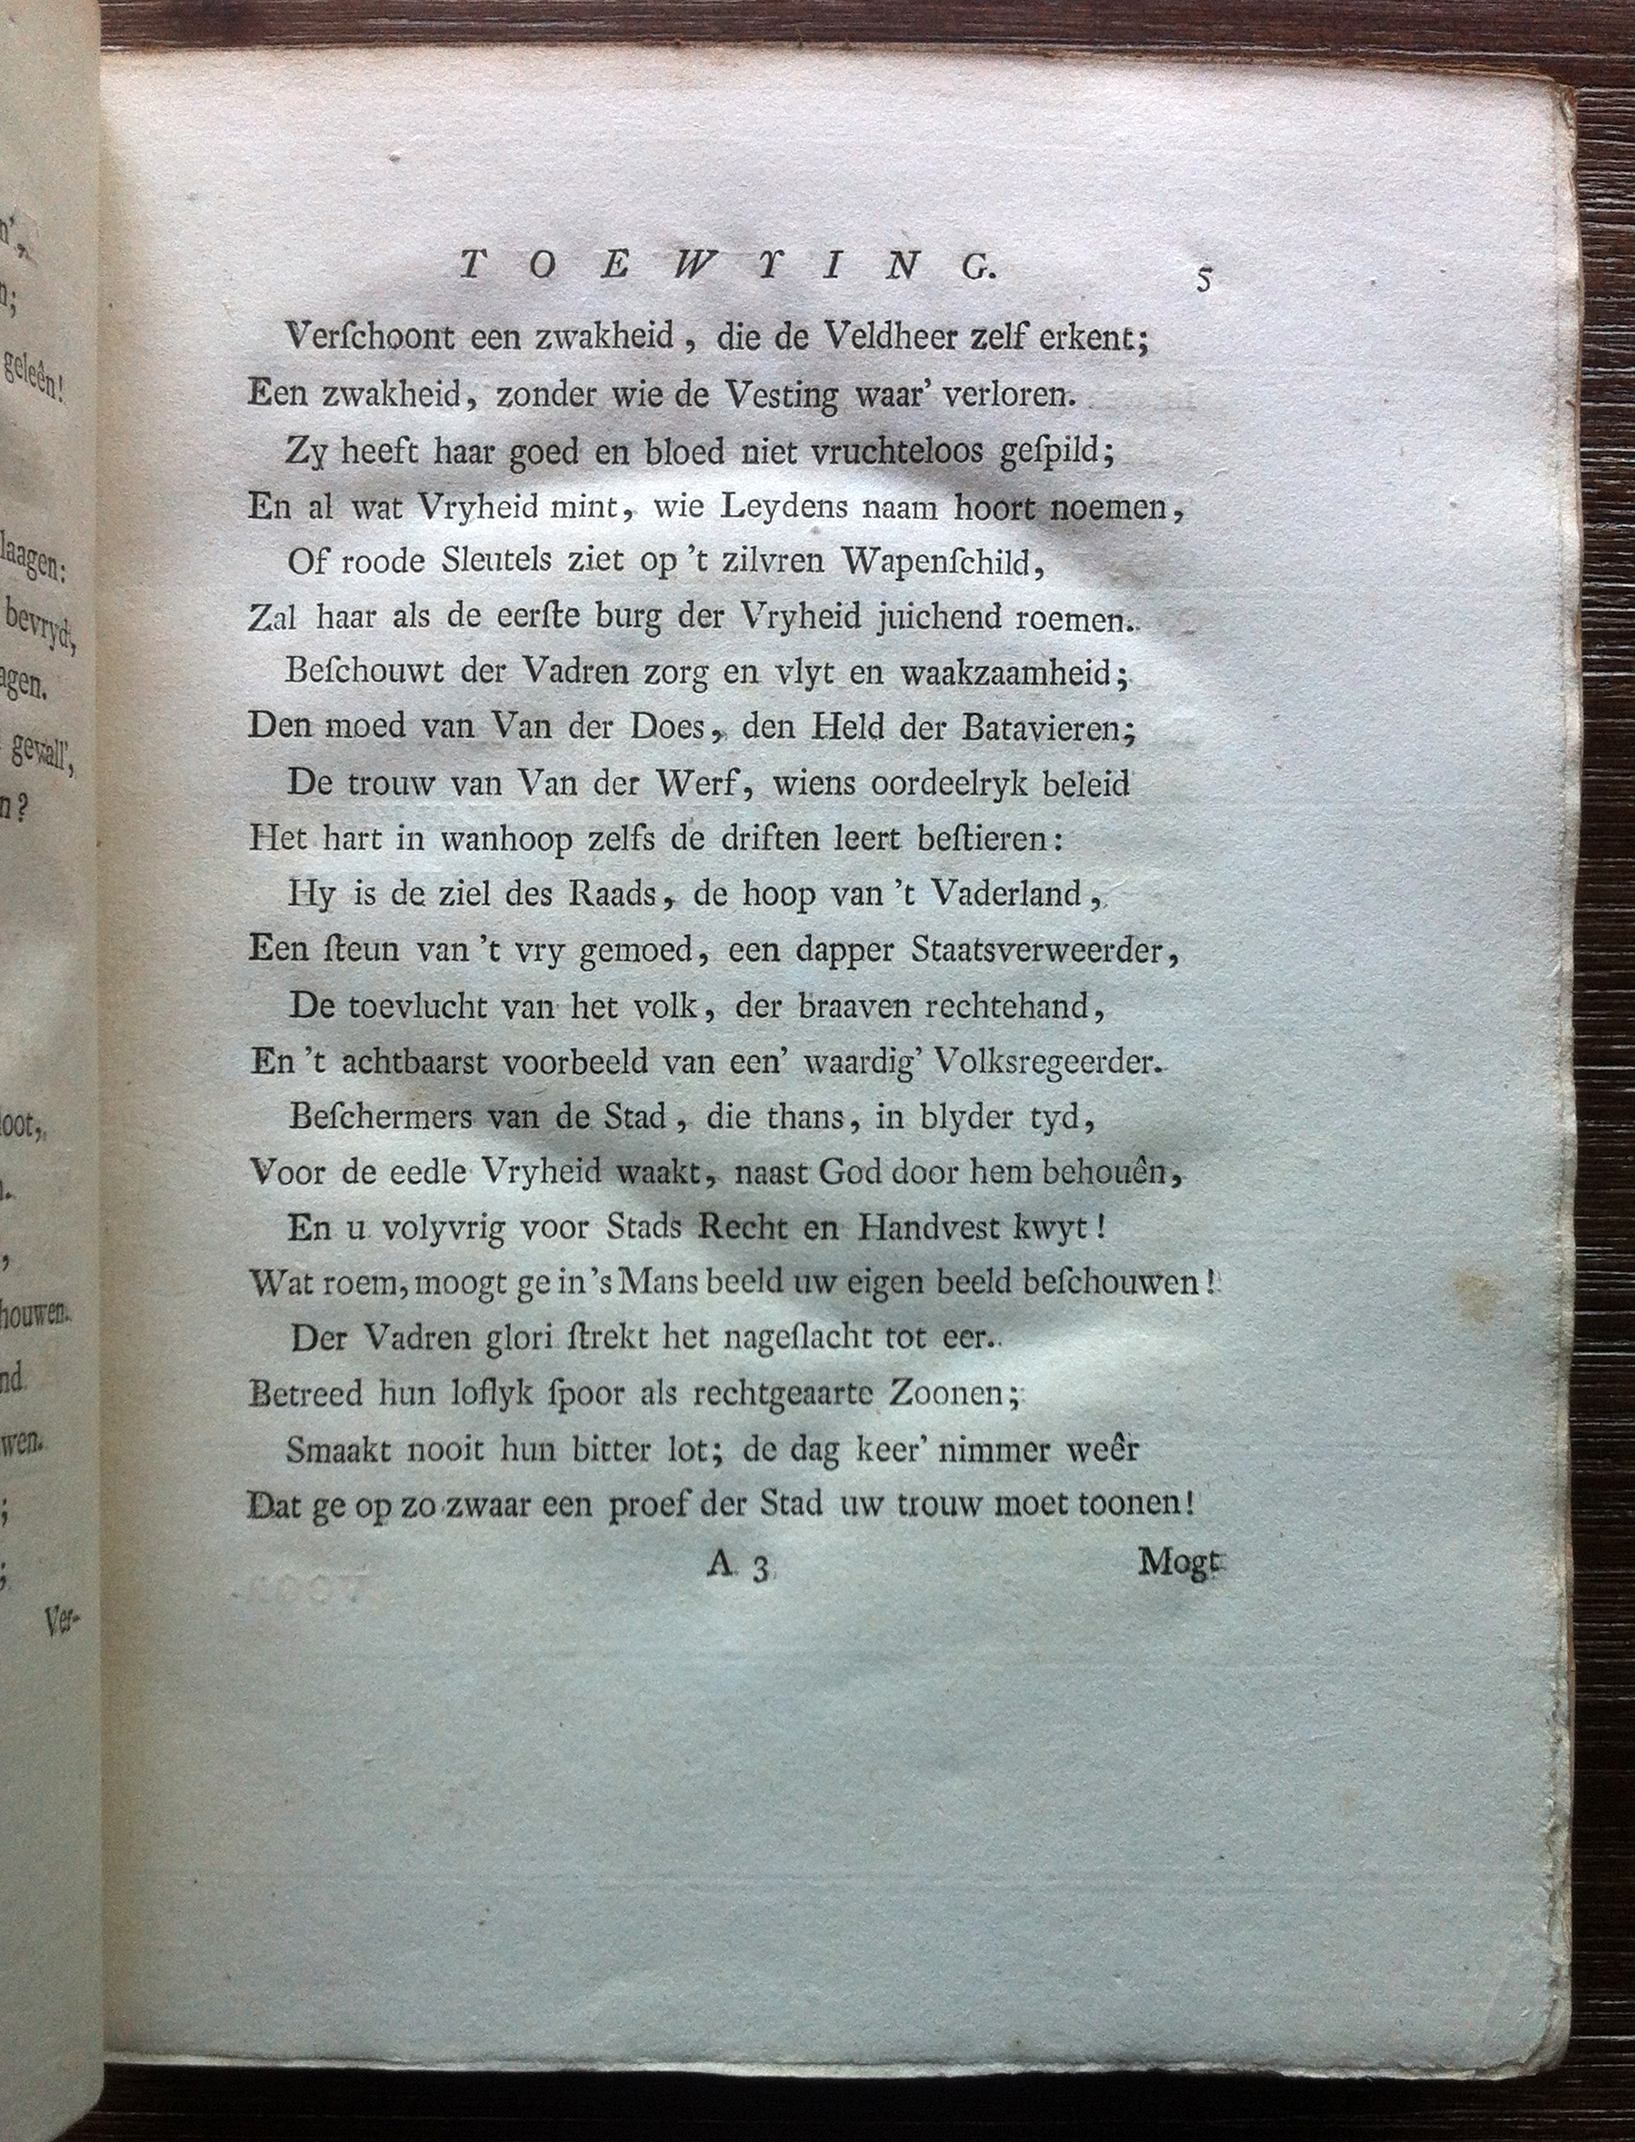 n’,
n;
geleên!
laagen:
bevryd,
agen.
gevall’,
n?
loot,
houwen.
nd
wen.
;
;
Ver-
T O E W Y I N G. 5
Verſchoont een zwakheid, die de Veldheer zelf erkent;
Een zwakheid, zonder wie de Vesting waar’ verloren.
Zy heeft haar goed en bloed niet vruchteloos geſpild;
En al wat Vryheid mint, wie Leydens naam hoort noemen,
Of roode Sleutels ziet op ’t zilvren Wapenſchild,
Zal haar als de eerſte burg der Vryheid juichend roemen.
Beſchouwt der Vadren zorg en vlyt en waakzaamheid;
Den moed van Van der Does, den Held der Batavieren;
De trouw van Van der Werf, wiens oordeelryk beleid
Het hart in wanhoop zelfs de driften leert beſtieren:
Hy is de ziel des Raads, de hoop van ’t Vaderland,
Een ſteun van ’t vry gemoed, een dapper Staatsverweerder,
De toevlucht van het volk, der braaven rechtehand,
En ’t achtbaarst voorbeeld van een’ waardig’ Volksregeerder.
Beſchermers van de Stad, die thans, in blyder tyd,
Voor de eedle Vryheid waakt, naast God door hem behouên,
En u volyvrig voor Stads Recht en Handvest kwyt!
Wat roem, moogt ge in ’s Mans beeld uw eigen beeld beſchouwen!
Der Vadren glori ſtrekt het nageſlacht tot eer.
Betreed hun loflyk ſpoor als rechtgeaarte Zoonen;
Smaakt nooit hun bitter lot; de dag keer’ nimmer weêr
Dat ge op zo zwaar een proef der Stad uw trouw moet toonen!
A 3 Mogt